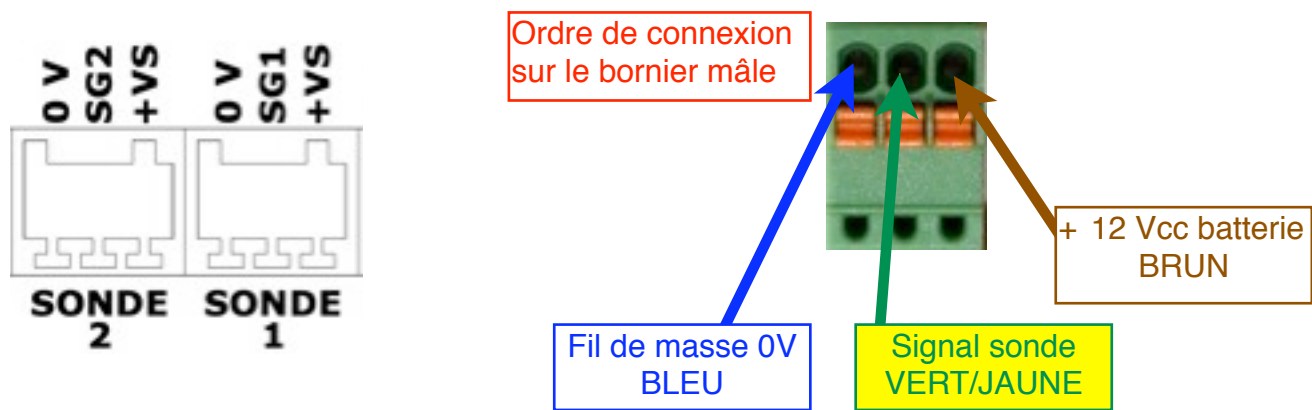 0 V
SG2
+VS
0 V
SG1
+VS
SONDE
2
SONDE
1
Ordre de connexion
sur le bornier mâle
+ 12 Vcc batterie
BRUN
Fil de masse 0V
BLEU
Signal sonde
VERT/JAUNE